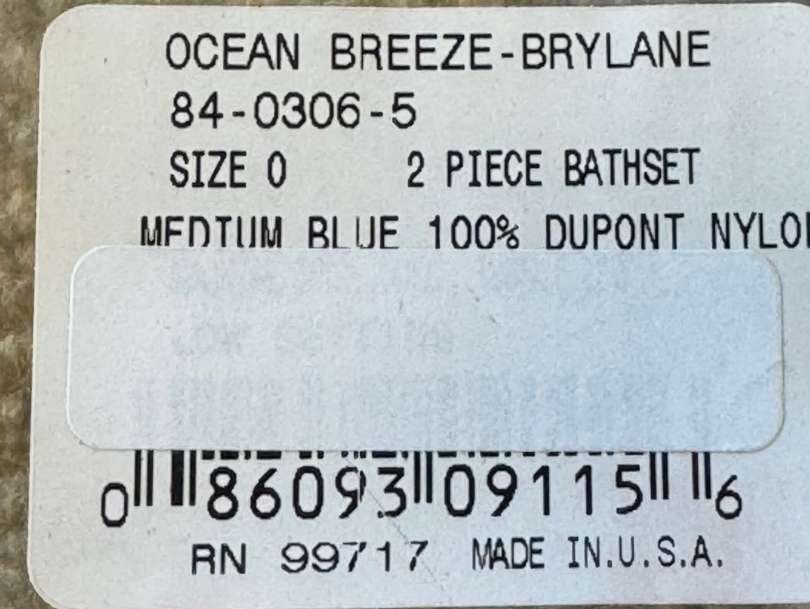 OCEAN BREEZE-BRYLANE
84-0306-5
SIZE 0 2 PIECE BATHSET
MEDIUM BLUE 100% DUPONT NYLO
0 86093 09115 6
RN 99717 MADE IN.U.S.A.